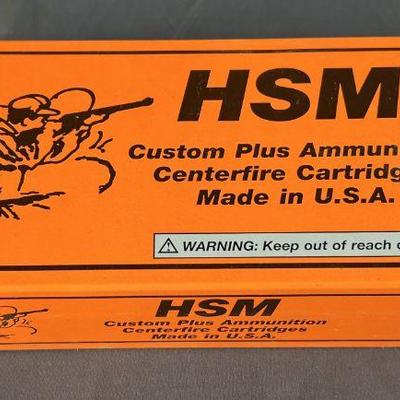 HSM
Custom Plus Ammuni
Centerfire Cartridg
Made in U.S.A.
WARNING: Keep out of reach o
HSM
Custom Plus Ammunition
Centerfire Cartridges
Made in U.S.A.